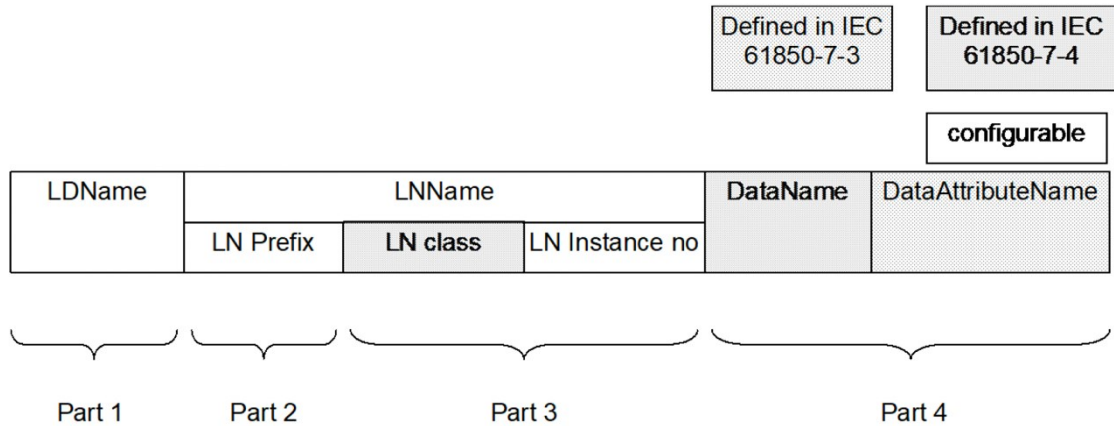 Defined in IEC
61850-7-3
Defined in IEC
61850-7-4
configurable
LDName
LNName
DataName
DataAttributeName
LN Prefix
LN class
LN Instance no
Part 1
Part 2
Part 3
Part 4